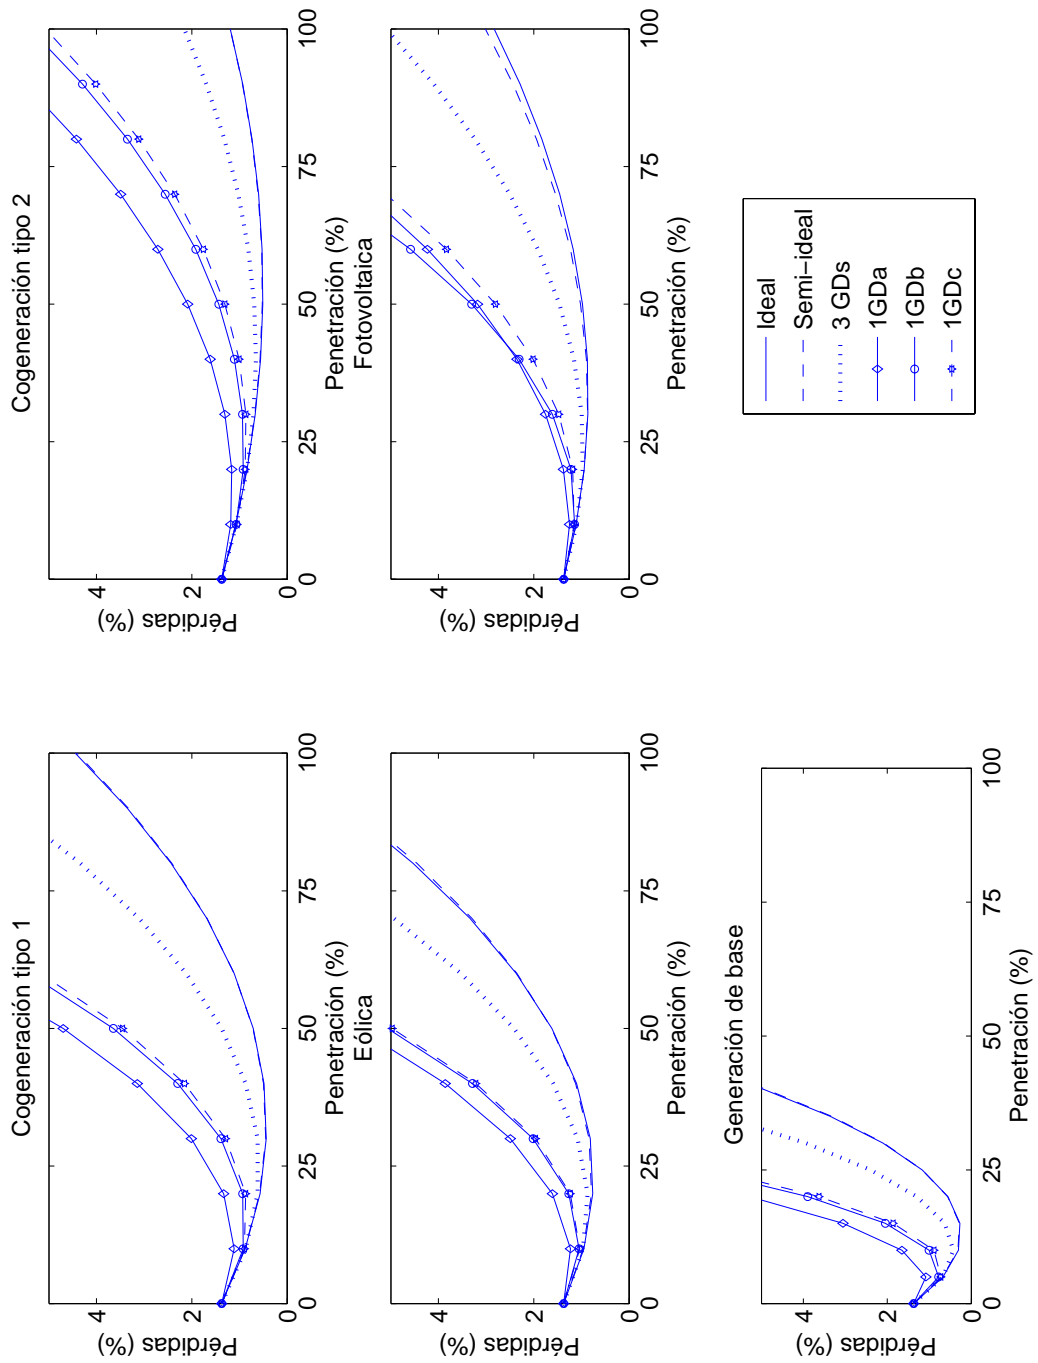 Cogeneración tipo 1
Pérdidas (%)
0
2
4
0
25
50
75
100
Penetración (%)
Cogeneración tipo 2
Pérdidas (%)
0
2
4
0
25
50
75
100
Penetración (%)
Eólica
Pérdidas (%)
0
2
4
0
25
50
75
100
Penetración (%)
Fotovoltaica
Pérdidas (%)
0
2
4
0
25
50
75
100
Penetración (%)
Generación de base
Pérdidas (%)
0
2
4
0
25
50
75
100
Penetración (%)
Ideal
Semi−ideal
3 GDs
1GDa
1GDb
1GDc